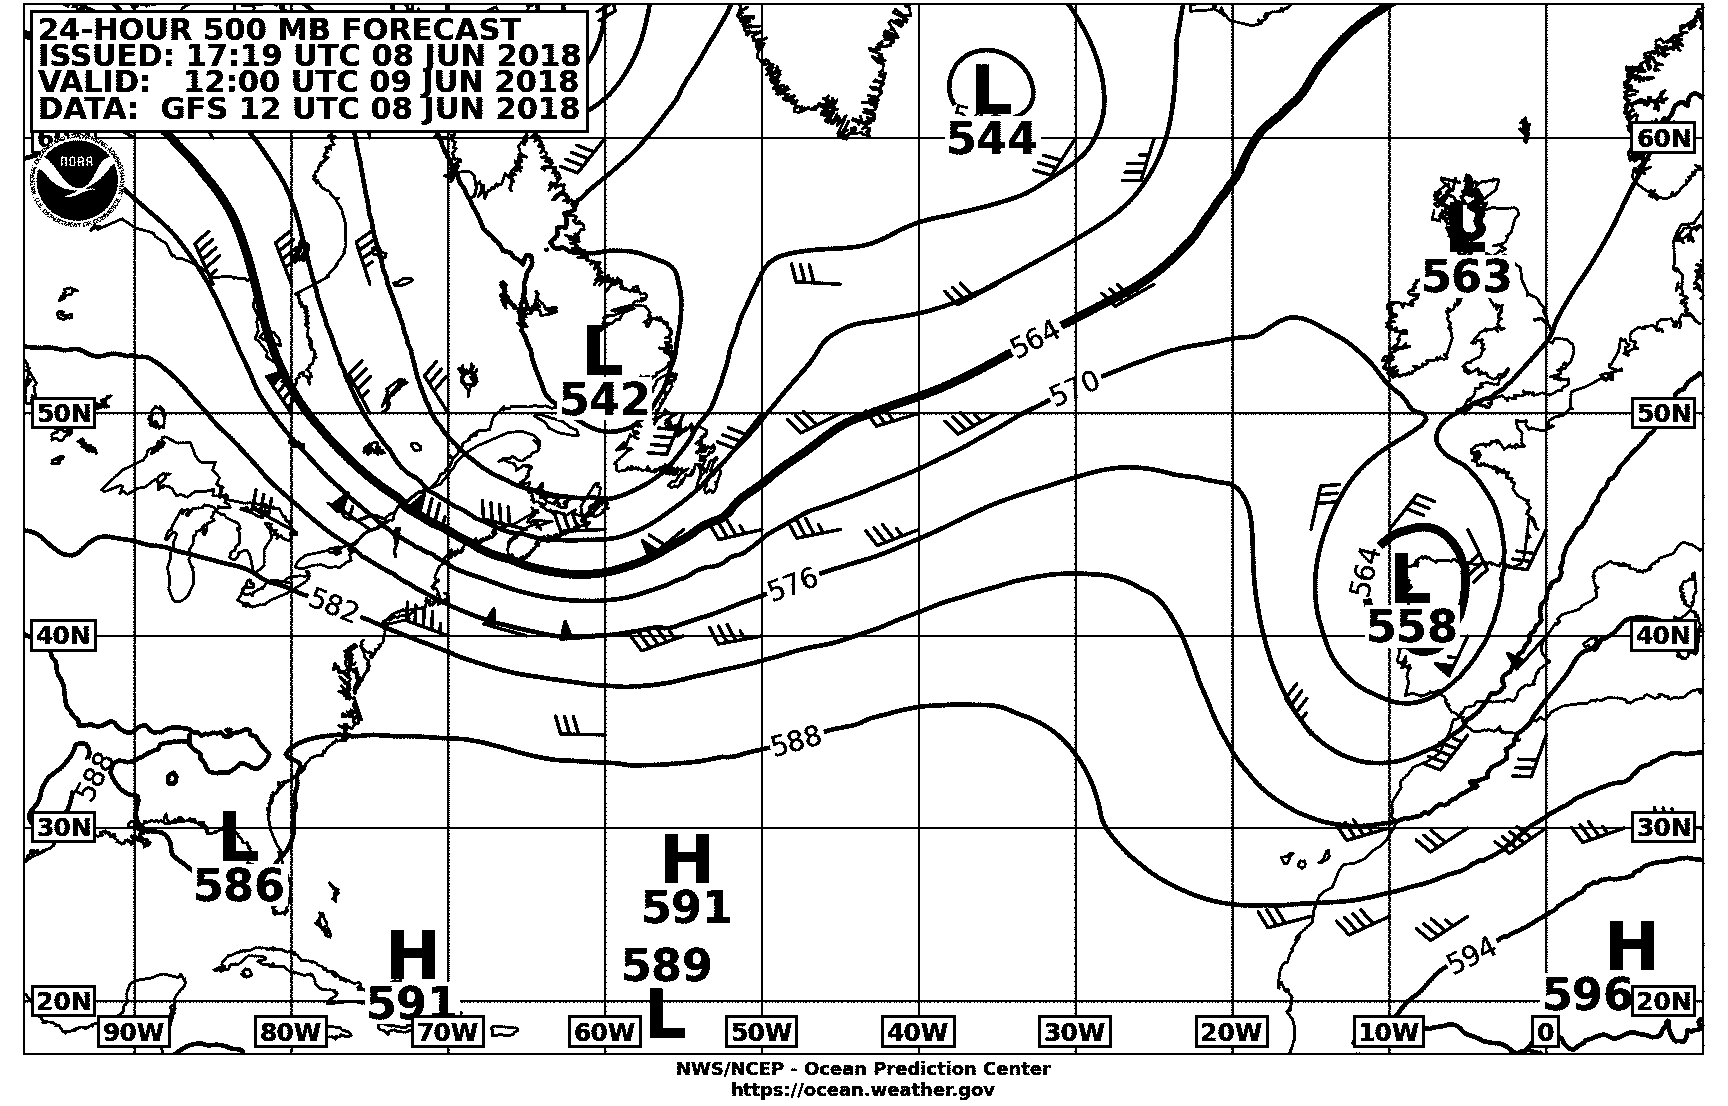 24-HOUR 500 MB FORECAST
ISSUED: 17:19 UTC 08 JUN 2018
VALID: 12:00 UTC 09 JUN 2018
DATA: GFS 12 UTC 08 JUN 2018
NOAA
L
544
60N
L
563
564
L
542
570
50N
50N
582
576
564
L
558
40N
40N
588
588
30N
L
586
H
591
30N
H
591
589
L
594
H
596
20N
20N
90W
80W
70W
60W
50W
40W
30W
20W
10W
0
NWS/NCEP - Ocean Prediction Center
https://ocean.weather.gov